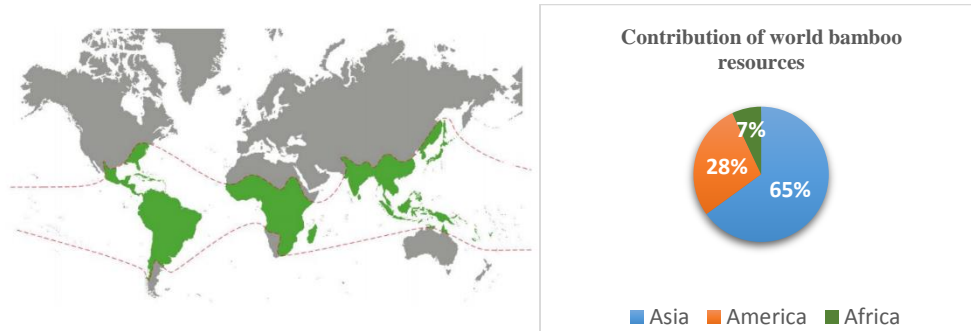 Contribution of world bamboo
resources
7%
28%
65%
Asia America Africa